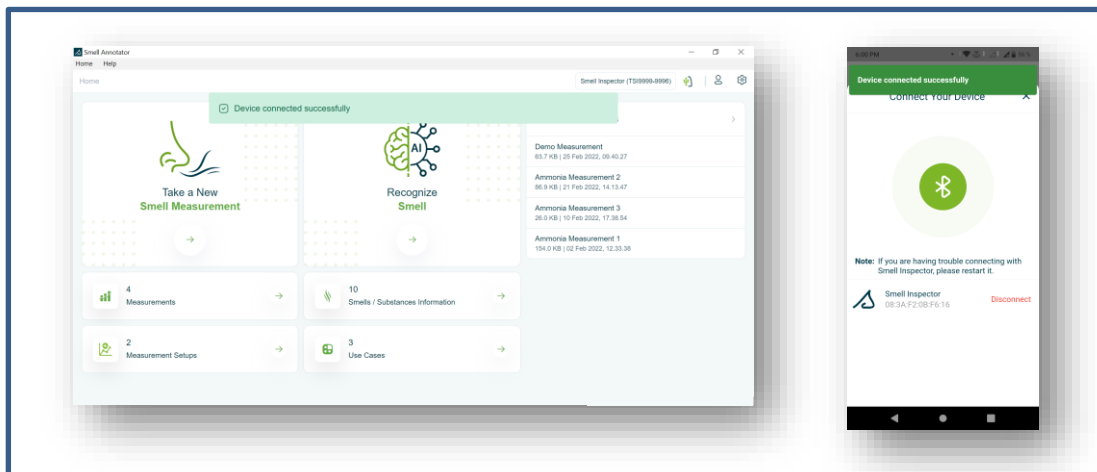 Smell Annotator
Home Help
Home
Smell Inspector (TSI9999-9996)
Device connected successfully
Take a New
Smell Measurement
AI
Recognize
Smell
Demo Measurement
83.7 KB | 25 Feb 2022, 09.40.27
Ammonia Measurement 2
86.9 KB | 21 Feb 2022, 14.13.47
Ammonia Measurement 3
26.0 KB | 10 Feb 2022, 17.38.54
Ammonia Measurement 1
154.0 KB | 02 Feb 2022, 12.33.38
4
Measurements
10
Smells / Substances Information
2
Measurement Setups
3
Use Cases
6:00 PM
Device connected successfully
Connect Your Device
Note: If you are having trouble connecting with
Smell Inspector, please restart it.
Smell Inspector
08:3A:F2:0B:F6:16
Disconnect